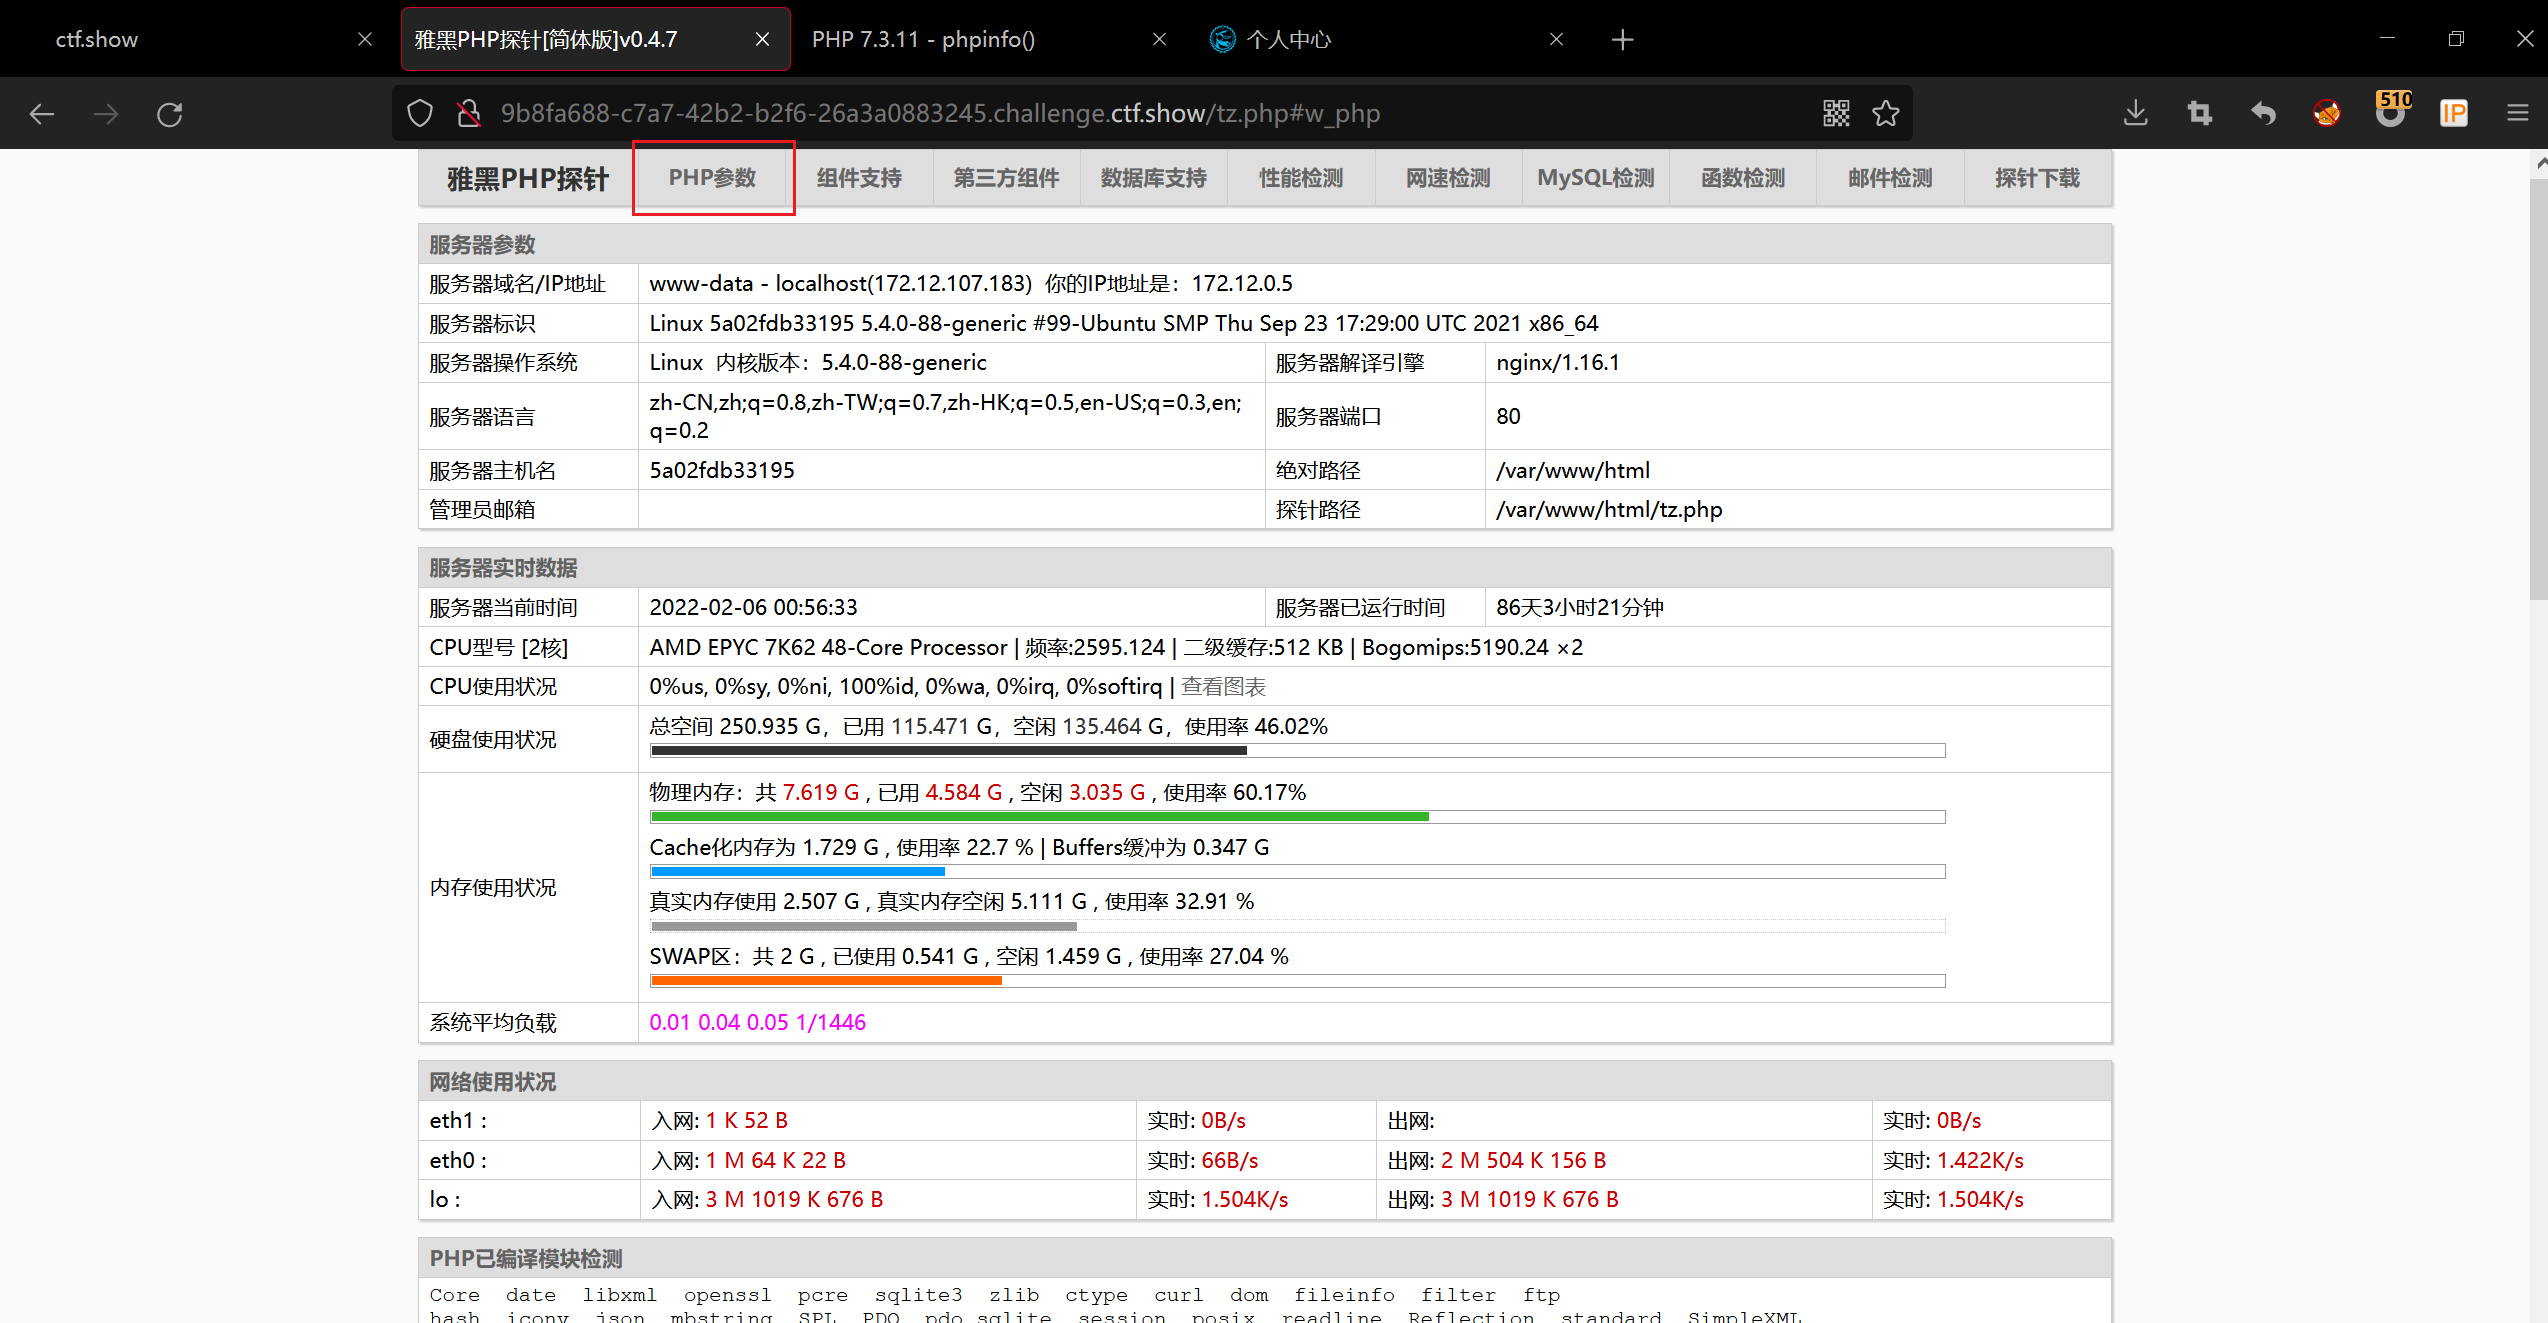 ctf.show
雅黑PHP探针[简体版]v0.4.7
PHP 7.3.11 - phpinfo()
个人中心
9b8fa688-c7a7-42b2-b2f6-26a3a0883245.challenge.ctf.show/tz.php#w_php
510
IP
雅黑PHP探针 PHP参数 组件支持 第三方组件 数据库支持 性能检测 网速检测 MySQL检测 函数检测 邮件检测 探针下载
服务器参数
服务器域名/IP地址 www-data - localhost(172.12.107.183) 你的IP地址是：172.12.0.5
服务器标识 Linux 5a02fdb33195 5.4.0-88-generic #99-Ubuntu SMP Thu Sep 23 17:29:00 UTC 2021 x86_64
服务器操作系统 Linux 内核版本：5.4.0-88-generic 服务器解译引擎 nginx/1.16.1
服务器语言 zh-CN,zh;q=0.8,zh-TW;q=0.7,zh-HK;q=0.5,en-US;q=0.3,en;
q=0.2 服务器端口 80
服务器主机名 5a02fdb33195 绝对路径 /var/www/html
管理员邮箱 探针路径 /var/www/html/tz.php
服务器实时数据
服务器当前时间 2022-02-06 00:56:33 服务器已运行时间 86天3小时21分钟
CPU型号 [2核] AMD EPYC 7K62 48-Core Processor | 频率:2595.124 | 二级缓存:512 KB | Bogomips:5190.24 ×2
CPU使用状况 0%us, 0%sy, 0%ni, 100%id, 0%wa, 0%irq, 0%softirq | 查看图表
硬盘使用状况 总空间 250.935 G，已用 115.471 G，空闲 135.464 G，使用率 46.02%
内存使用状况
物理内存：共 7.619 G , 已用 4.584 G , 空闲 3.035 G , 使用率 60.17%
Cache化内存为 1.729 G , 使用率 22.7 % | Buffers缓冲为 0.347 G
真实内存使用 2.507 G , 真实内存空闲 5.111 G , 使用率 32.91 %
SWAP区：共 2 G , 已使用 0.541 G , 空闲 1.459 G , 使用率 27.04 %
系统平均负载 0.01 0.04 0.05 1/1446
网络使用状况
eth1 : 入网: 1 K 52 B 实时: 0B/s 出网: 实时: 0B/s
eth0 : 入网: 1 M 64 K 22 B 实时: 66B/s 出网: 2 M 504 K 156 B 实时: 1.422K/s
lo : 入网: 3 M 1019 K 676 B 实时: 1.504K/s 出网: 3 M 1019 K 676 B 实时: 1.504K/s
PHP已编译模块检测
Core date libxml openssl pcre sqlite3 zlib ctype curl dom fileinfo filter ftp
hash iconv json mbstring SPL PDO pdo_sqlite session posix readline Reflection standard SimpleXML